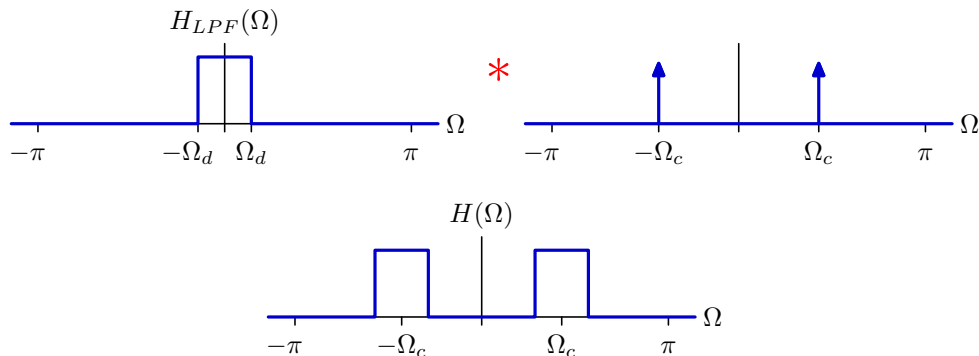 H_{LPF}(Ω)
* 
Ω Ω
−π −Ω_d Ω_d π −π −Ω_c Ω_c π
H(Ω)
Ω
−π −Ω_c Ω_c π